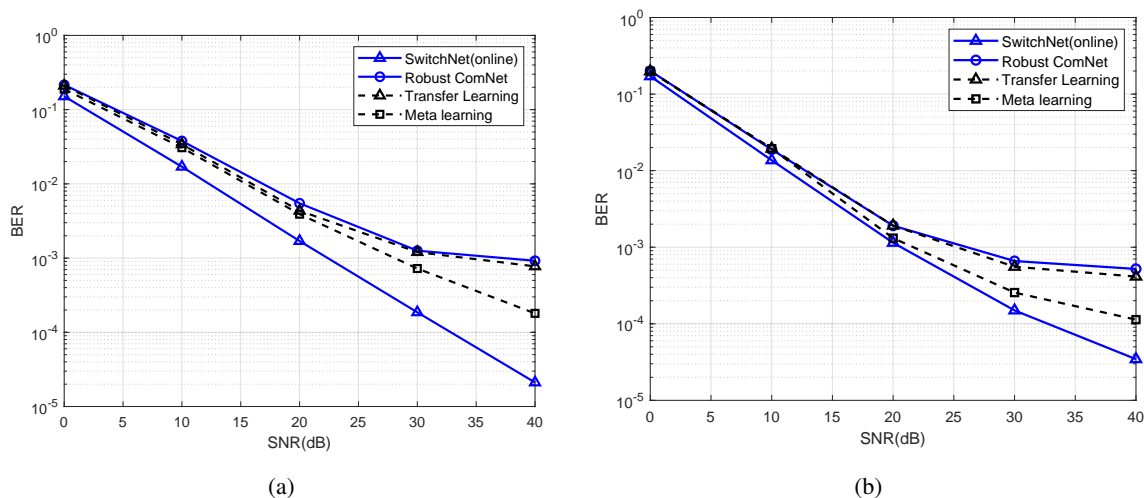 10^0
10^-1
10^-2
10^-3
10^-4
10^-5
BER
0 5 10 15 20 25 30 35 40
SNR(dB)
SwitchNet(online)
Robust ComNet
Transfer Learning
Meta learning
(a)
10^0
10^-1
10^-2
10^-3
10^-4
10^-5
BER
0 5 10 15 20 25 30 35 40
SNR(dB)
SwitchNet(online)
Robust ComNet
Transfer Learning
Meta learning
(b)